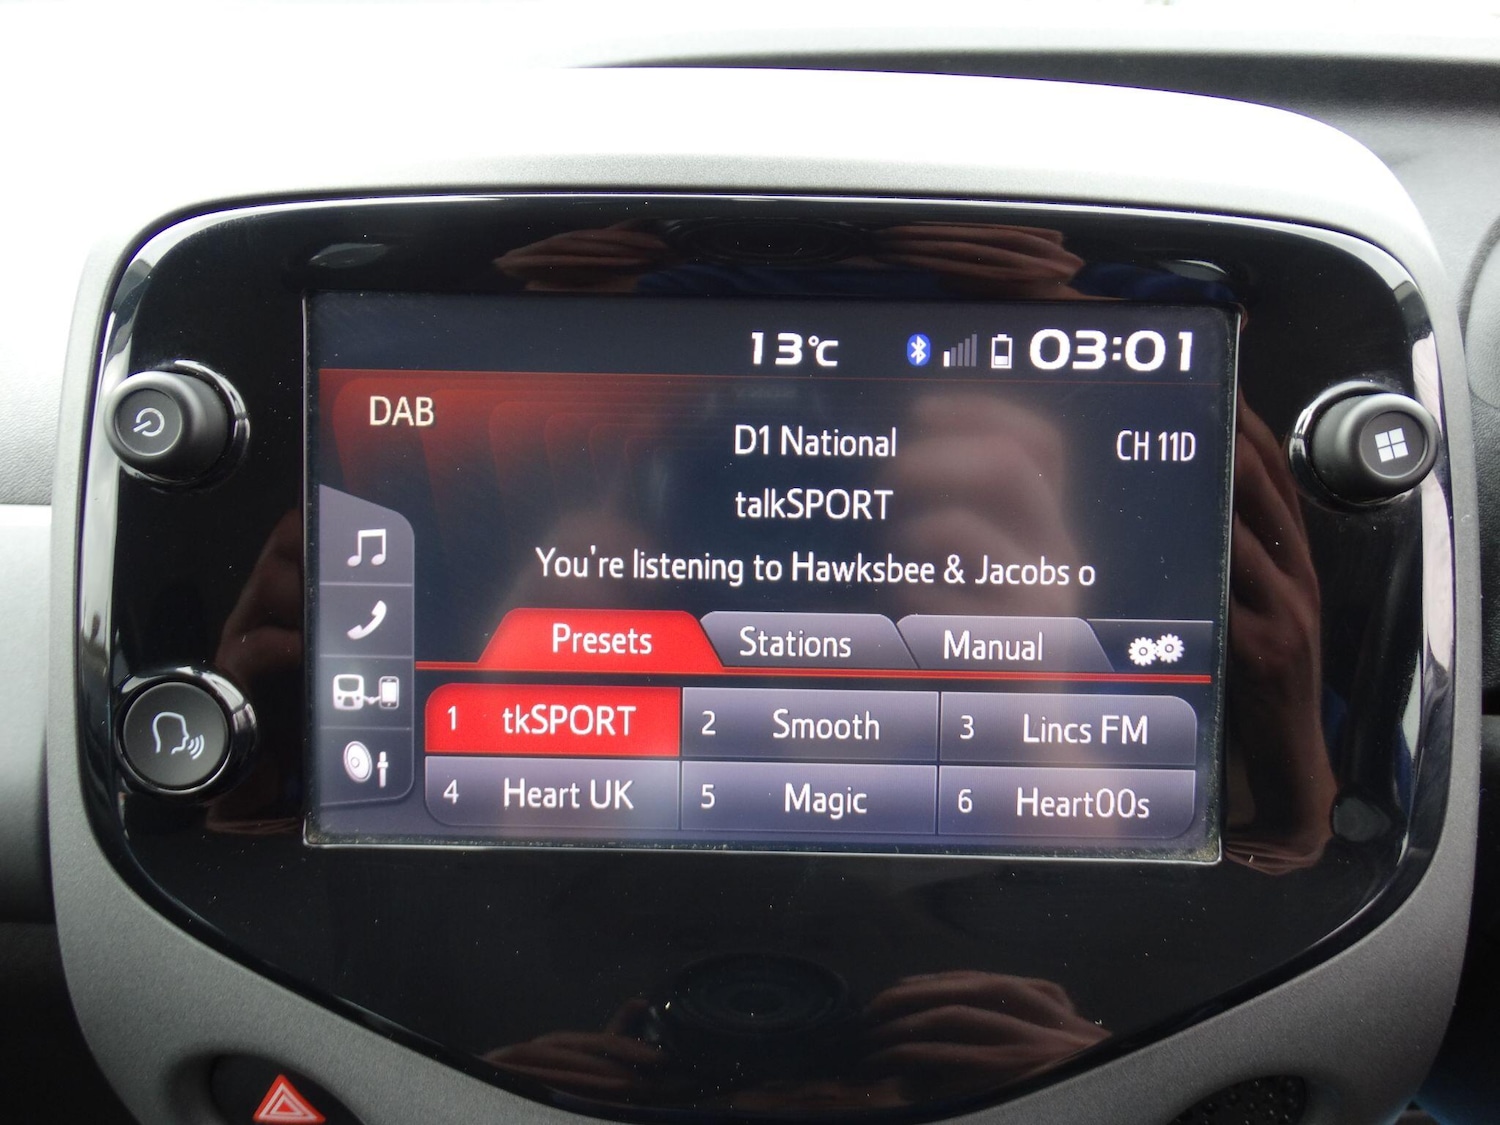 13°C 03:01
DAB
D1 National CH 11D
talkSPORT
You're listening to Hawksbee & Jacobs o
Presets Stations Manual
1 tkSPORT 2 Smooth 3 Lincs FM
4 Heart UK 5 Magic 6 Heart00s